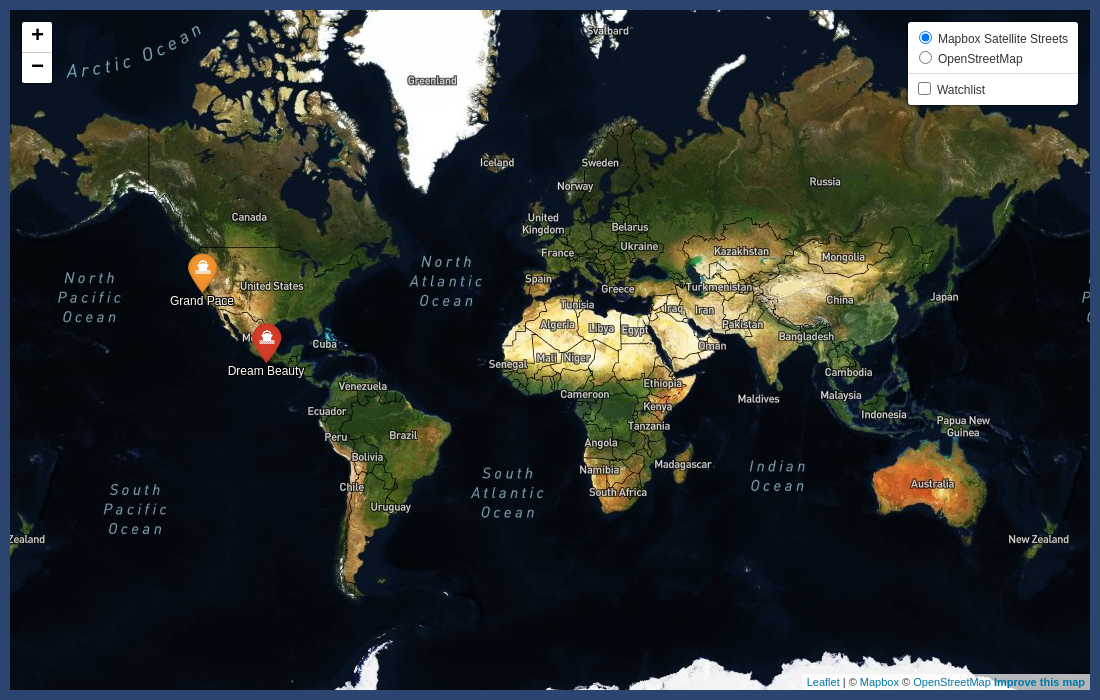 +
−
Arctic Ocean
Svalbard
Mapbox Satellite Streets
OpenStreetMap
Watchlist
Greenland
Iceland
Sweden
Norway
Russia
Canada
United
Kingdom
Belarus
Ukraine
France
Kazakhstan
Mongolia
North
Atlantic
Ocean
North
Pacific
Ocean
Spain
Greece
Turkmenistan
United States
China
Japan
Grand Pace
Tunisia
Iraq
Iran
Algeria
Libya
Egypt
Pakistan
Bangladesh
Cuba
Oman
Mali
Niger
Senegal
Dream Beauty
Cambodia
Venezuela
Ethiopia
Cameroon
Maldives
Malaysia
Kenya
Ecuador
Indonesia
Papua New
Guinea
Tanzania
Peru
Brazil
Angola
Bolivia
Madagascar
Namibia
Indian
Ocean
South
Atlantic
Ocean
South
Pacific
Ocean
Chile
South Africa
Australia
Uruguay
Zealand
New Zealand
Leaflet | © Mapbox © OpenStreetMap Improve this map